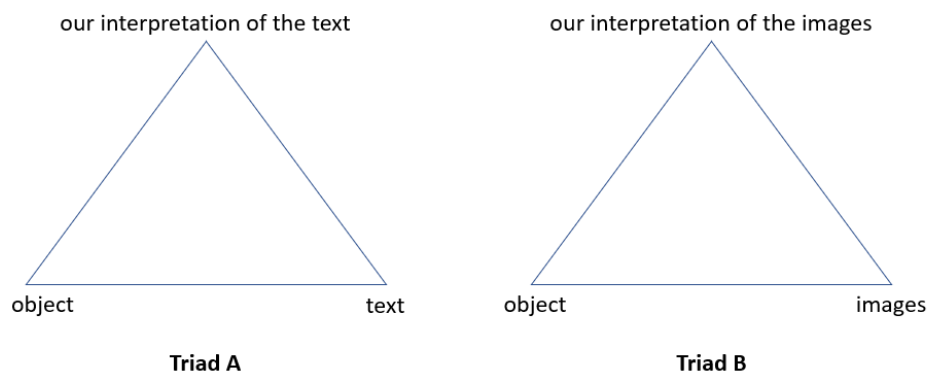 our interpretation of the text
our interpretation of the images
object
text
object
images
Triad A
Triad B